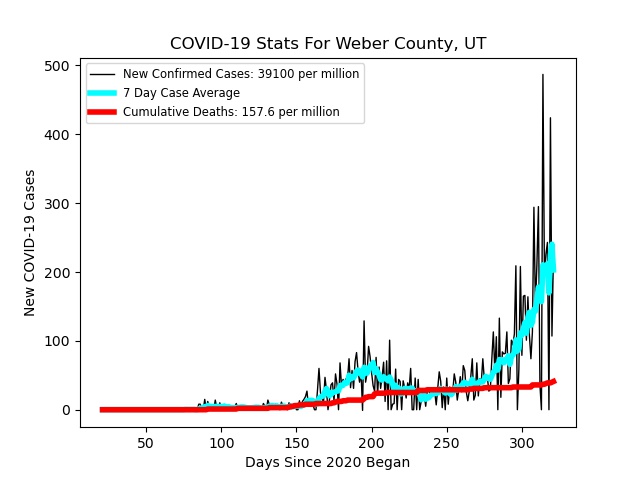 COVID-19 Stats For Weber County, UT
New Confirmed Cases: 39100 per million
7 Day Case Average
Cumulative Deaths: 157.6 per million
New COVID-19 Cases
500
400
300
200
100
0
50
100
150
200
250
300
Days Since 2020 Began